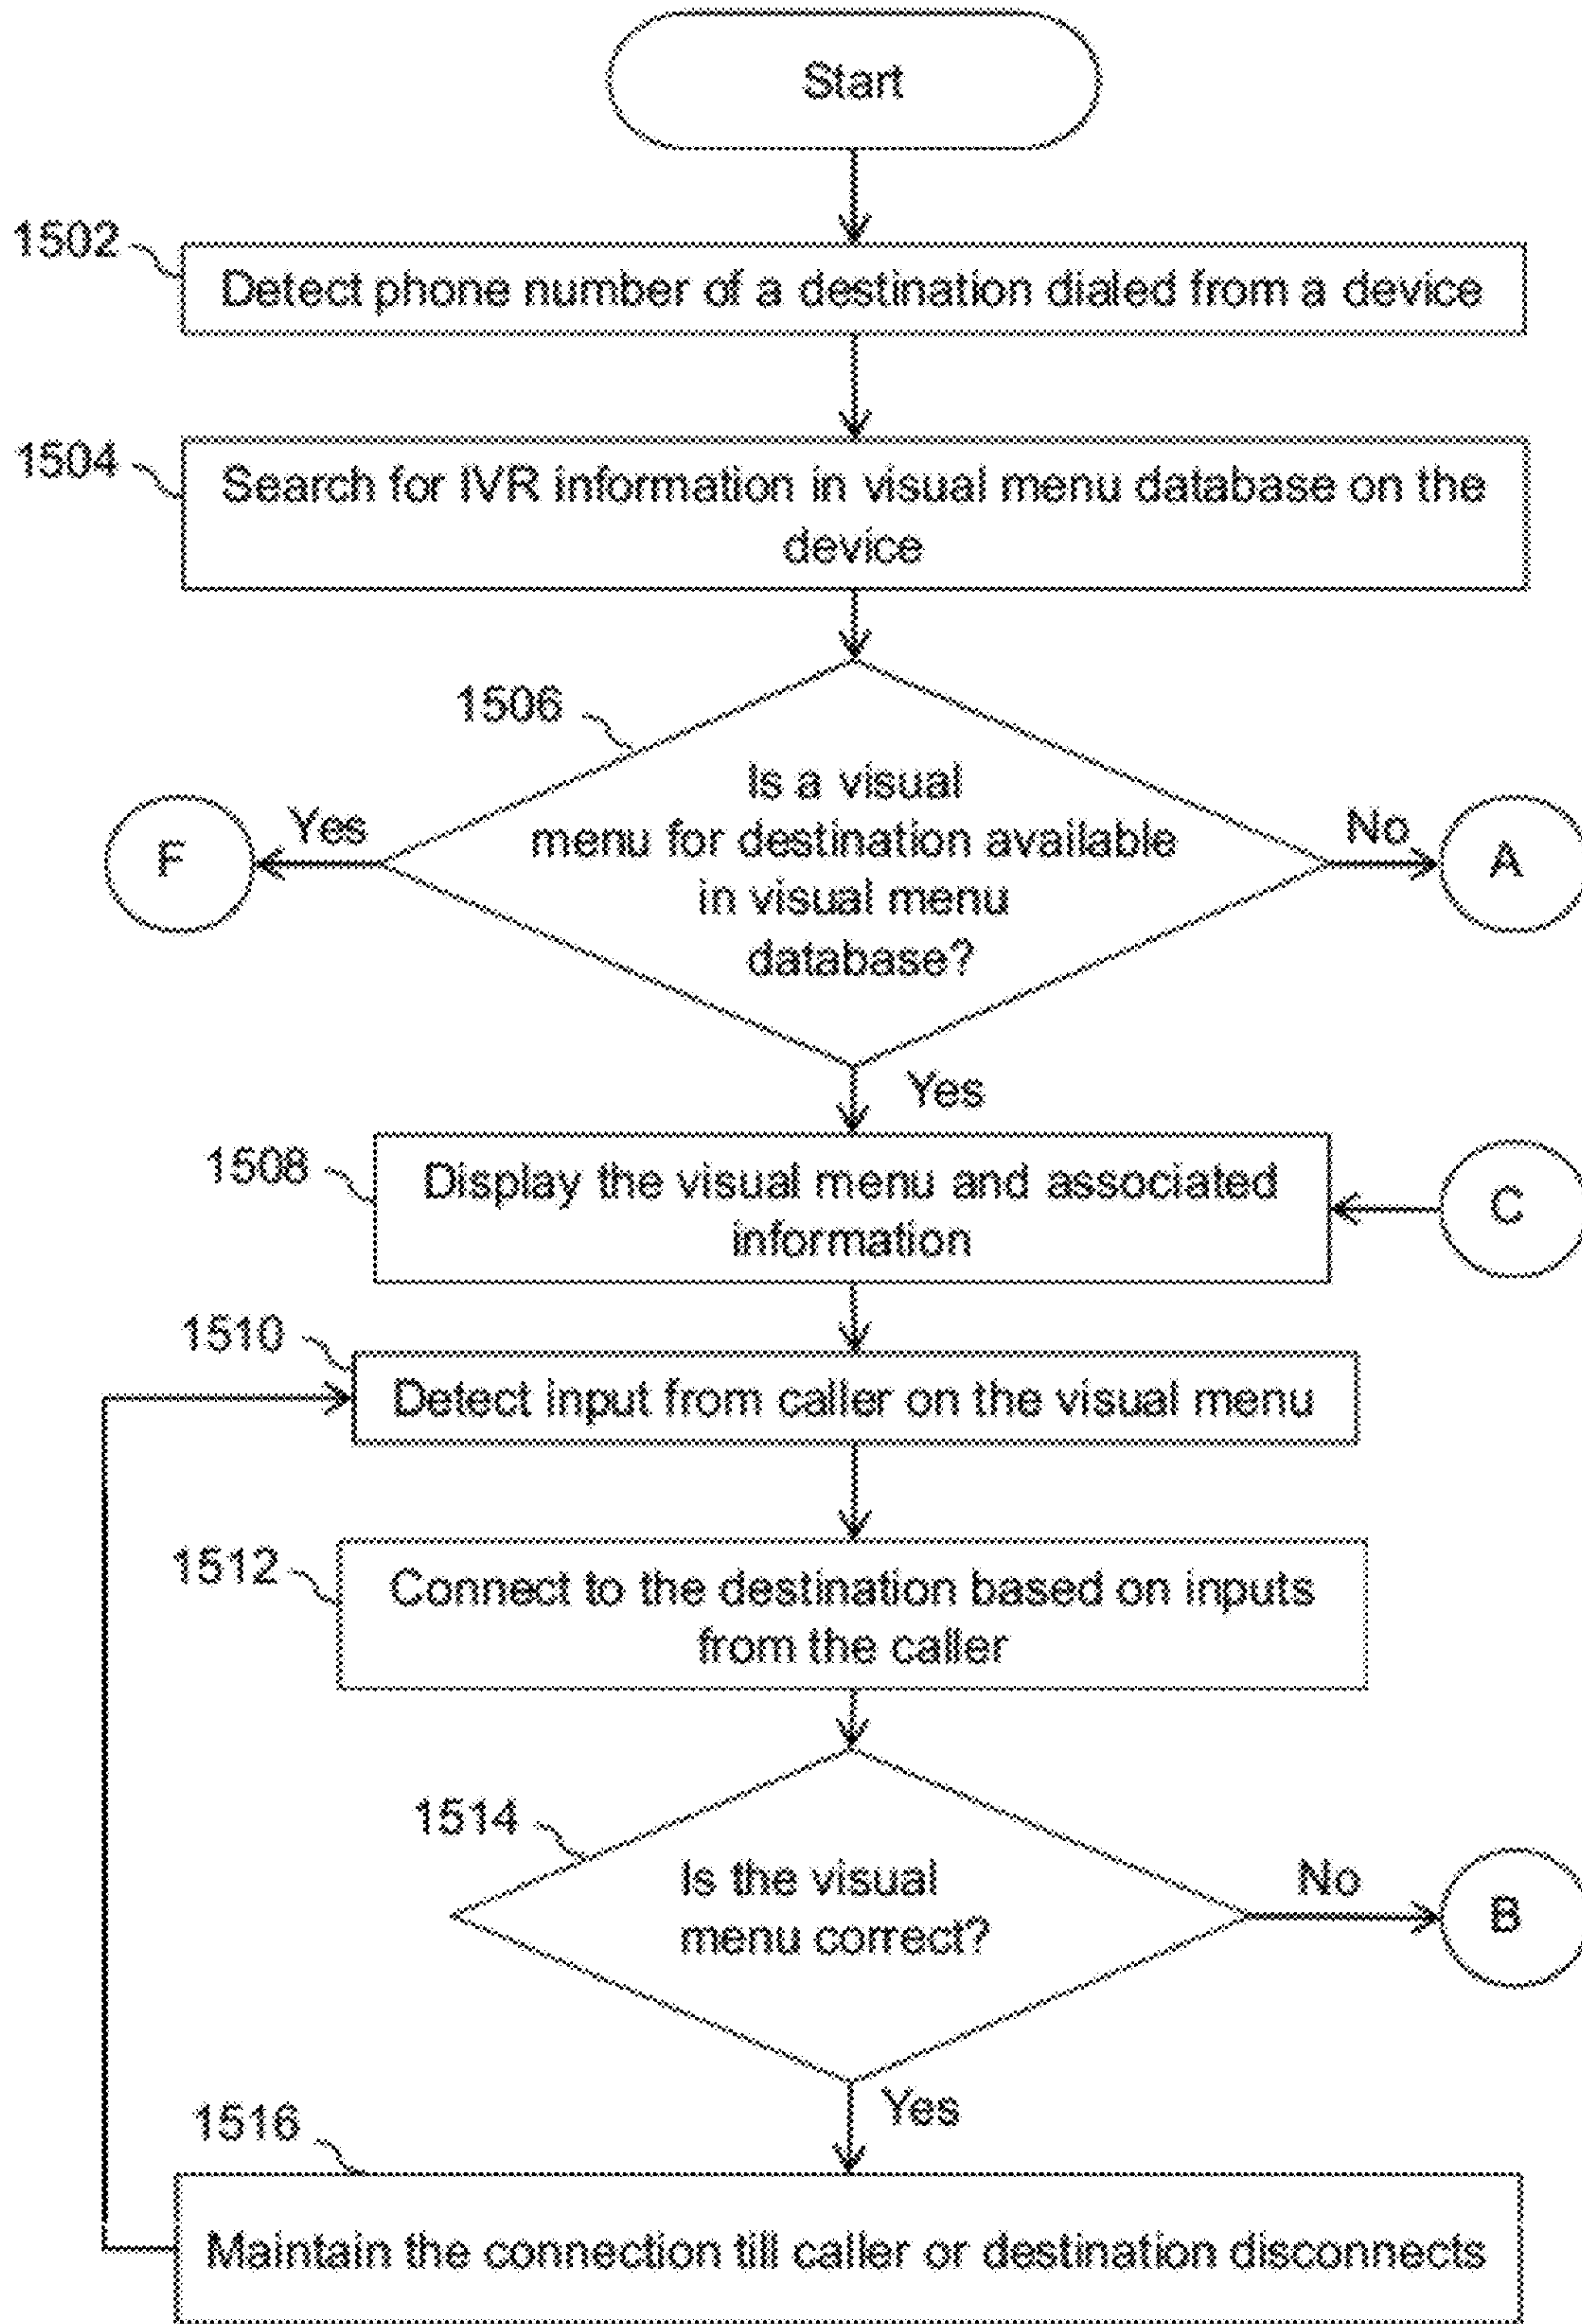 Start
1502
Detect phone number of a destination dialed from a device
1504
Search for IVR information in visual menu database on the
device
1506
Is a visual
menu for destination available
in visual menu
database?
Yes
F
No
A
Yes
1508
Display the visual menu and associated
information
C
1510
Detect input from caller on the visual menu
1512
Connect to the destination based on inputs
from the caller
1514
Is the visual
menu correct?
No
B
Yes
1516
Maintain the connection till caller or destination disconnects